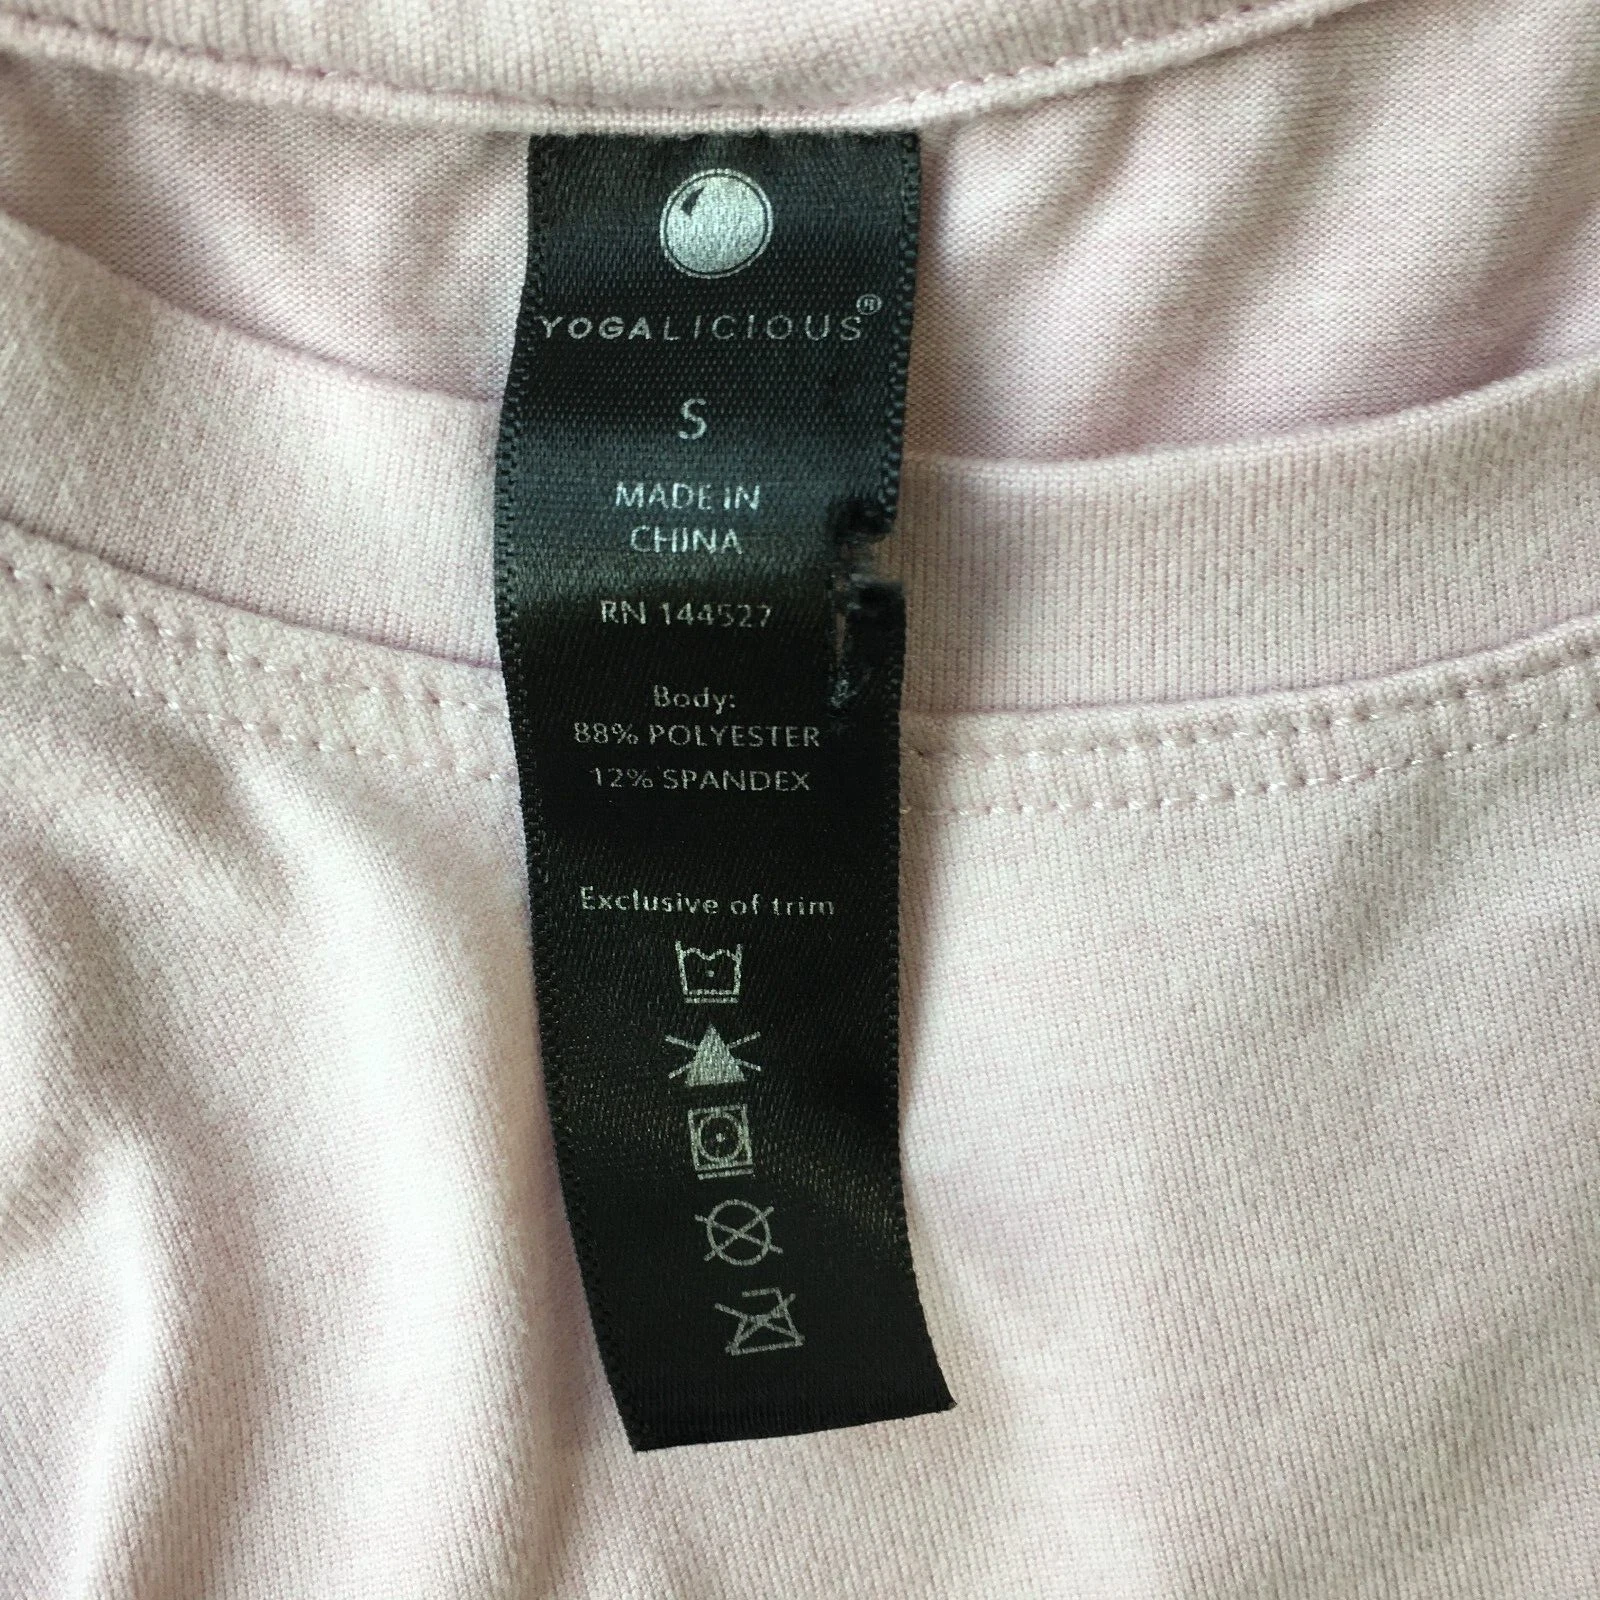 YOGALICIOUS®
S
MADE IN
CHINA
RN 144527
Body:
88% POLYESTER
12% SPANDEX
Exclusive of trim